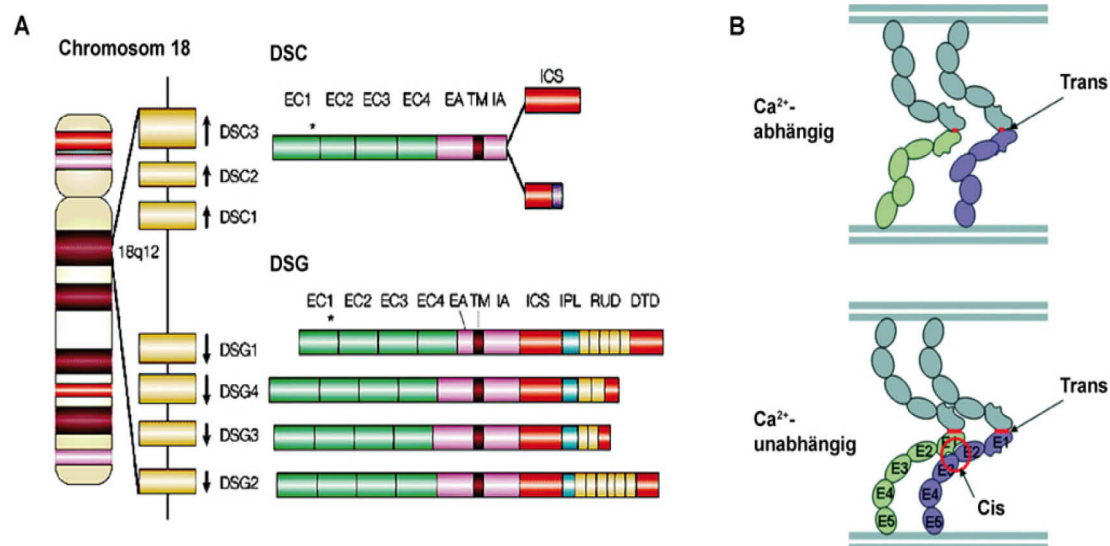 A
Chromosom 18
DSC3
DSC2
DSC1
18q12
DSG1
DSG4
DSG3
DSG2
DSC
ICS
EC1 EC2 EC3 EC4 EA TM IA
*
DSG
EC1 EC2 EC3 EC4 EA TM IA ICS IPL RUD DTD
*
B
Ca²⁺-
abhängig
Trans
Ca²⁺-
unabhängig
Trans
E1 E1
E2 E2
E3 E3
E4 E4
E5 E5
Cis